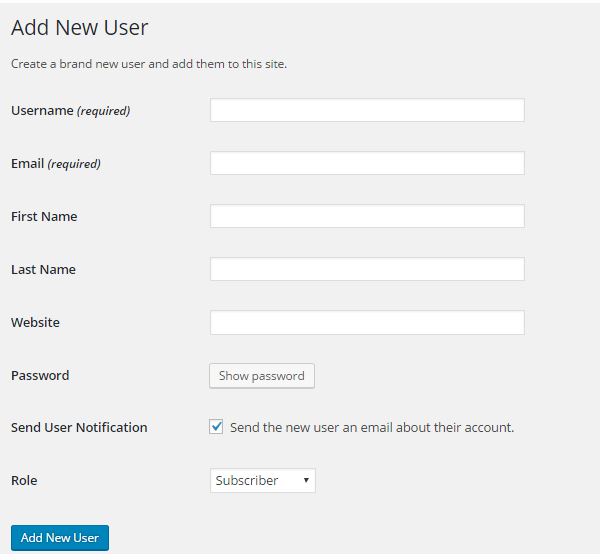 Add New User
Create a brand new user and add them to this site.
Username (required)
Email (required)
First Name
Last Name
Website
Password Show password
Send User Notification Send the new user an email about their account.
Role Subscriber
Add New User